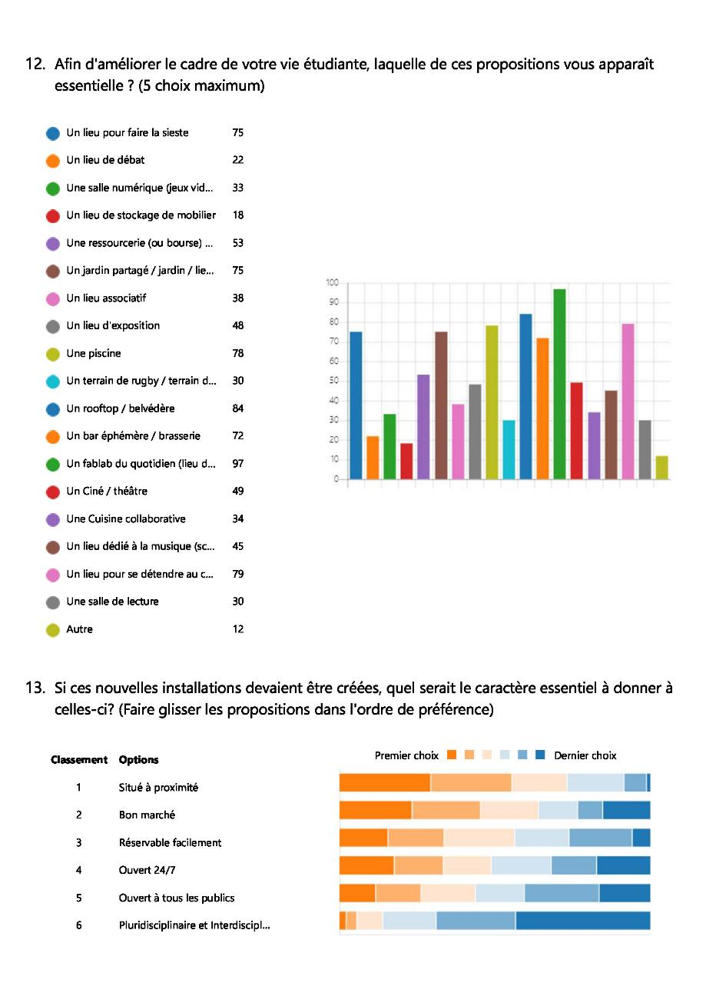 12. Afin d'améliorer le cadre de votre vie étudiante, laquelle de ces propositions vous apparaît
essentielle ? (5 choix maximum)
Un lieu pour faire la sieste 75
Un lieu de débat 22
Une salle numérique (jeux vid... 33
Un lieu de stockage de mobilier 18
Une ressourcerie (ou bourse) ... 53
Un jardin partagé / jardin / lie... 75
Un lieu associatif 38
Un lieu d'exposition 48
Une piscine 78
Un terrain de rugby / terrain d... 30
Un rooftop / belvédère 84
Un bar éphémère / brasserie 72
Un fablab du quotidien (lieu d... 97
Un Ciné / théâtre 49
Une Cuisine collaborative 34
Un lieu dédié à la musique (sc... 45
Un lieu pour se détendre au c... 79
Une salle de lecture 30
Autre 12
100
90
80
70
60
50
40
30
20
10
0
13. Si ces nouvelles installations devaient être créées, quel serait le caractère essentiel à donner à
celles-ci? (Faire glisser les propositions dans l'ordre de préférence)
Classement Options
1 Situé à proximité
2 Bon marché
3 Réservable facilement
4 Ouvert 24/7
5 Ouvert à tous les publics
6 Pluridisciplinaire et Interdiscipl...
Premier choix Dernier choix